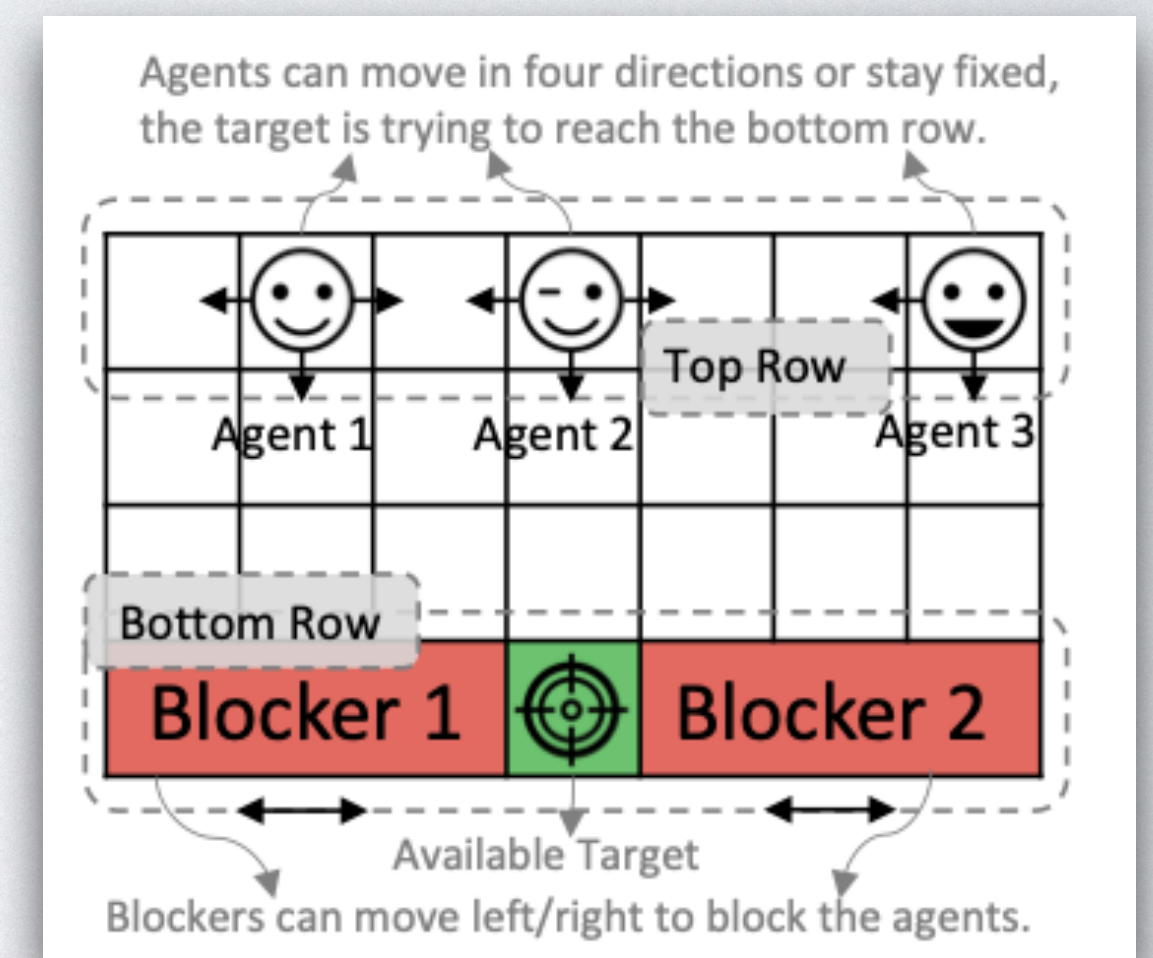 Agents can move in four directions or stay fixed,
the target is trying to reach the bottom row.
Top Row
Agent 1
Agent 2
Agent 3
Bottom Row
Blocker 1
Blocker 2
Available Target
Blockers can move left/right to block the agents.